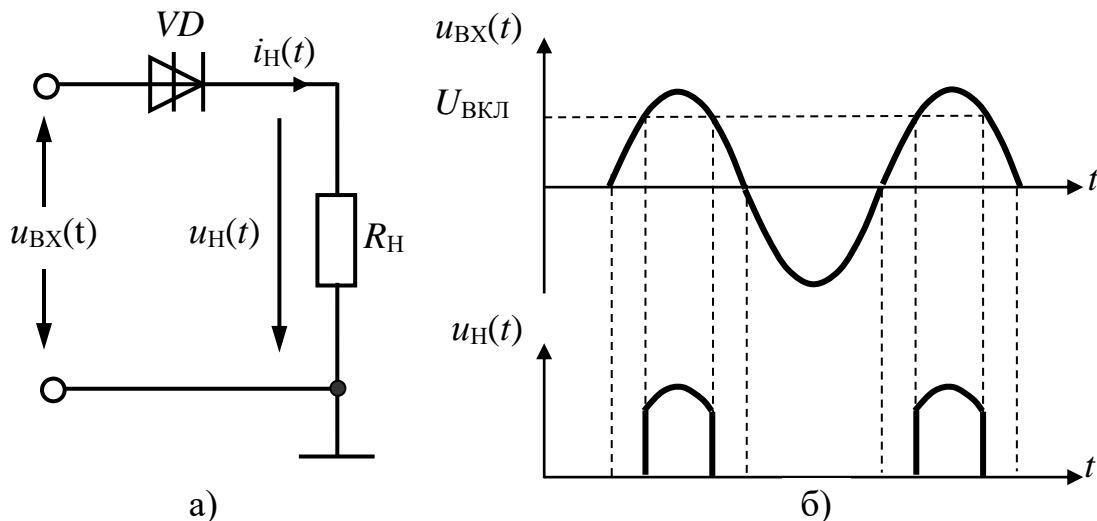 VD
iН(t)
uВХ(t)
uН(t)
RН
а)
uВХ(t)
UВКЛ
t
uН(t)
t
б)